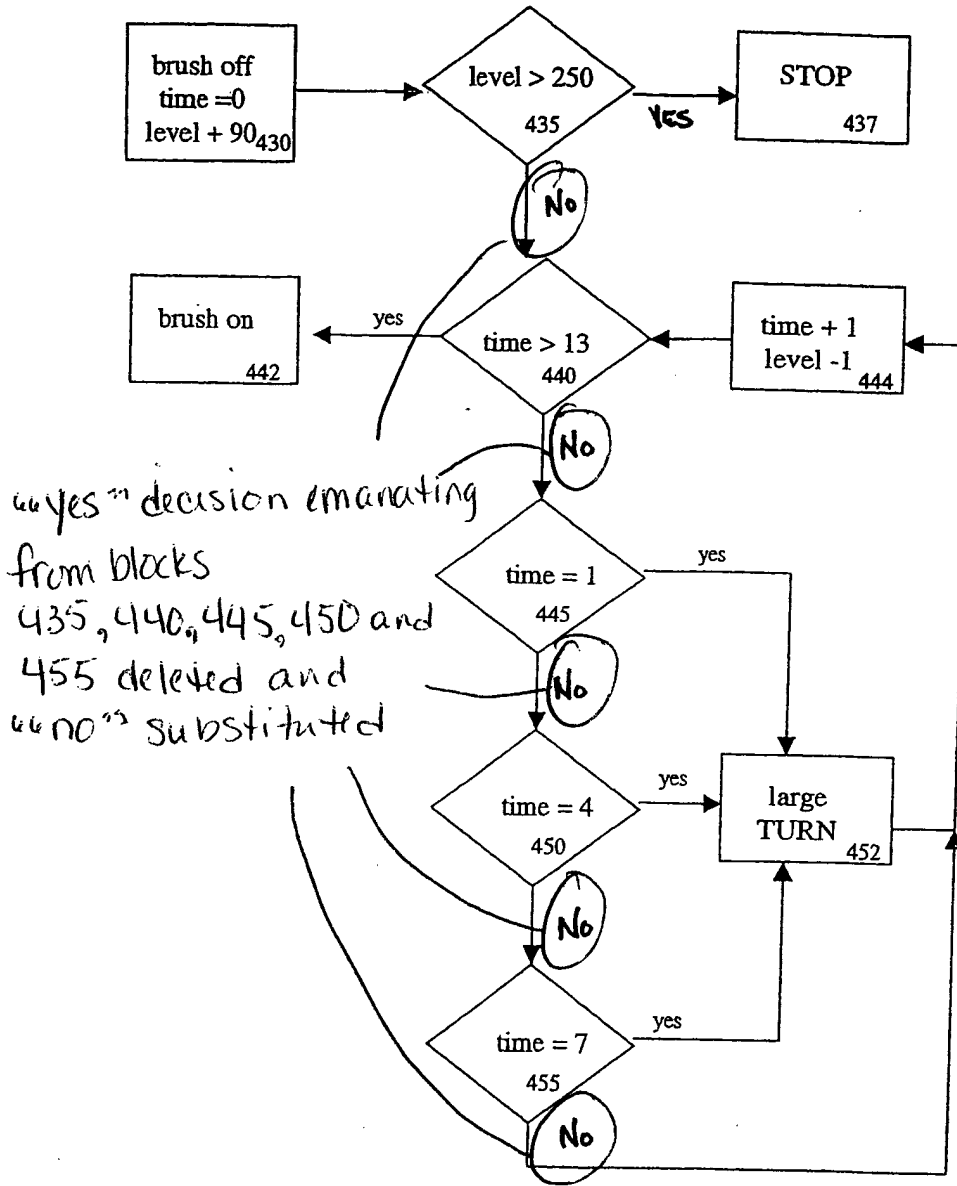 brush off
time =0
level + 90
430
level > 250
435
YES
STOP
437
No
brush on
442
yes
time > 13
440
time + 1
level -1
444
No
““yes”” decision emanating
from blocks
435, 440, 445, 450 and
455 deleted and
““no”” substituted
time = 1
445
yes
No
time = 4
450
yes
large
TURN
452
No
time = 7
455
yes
No